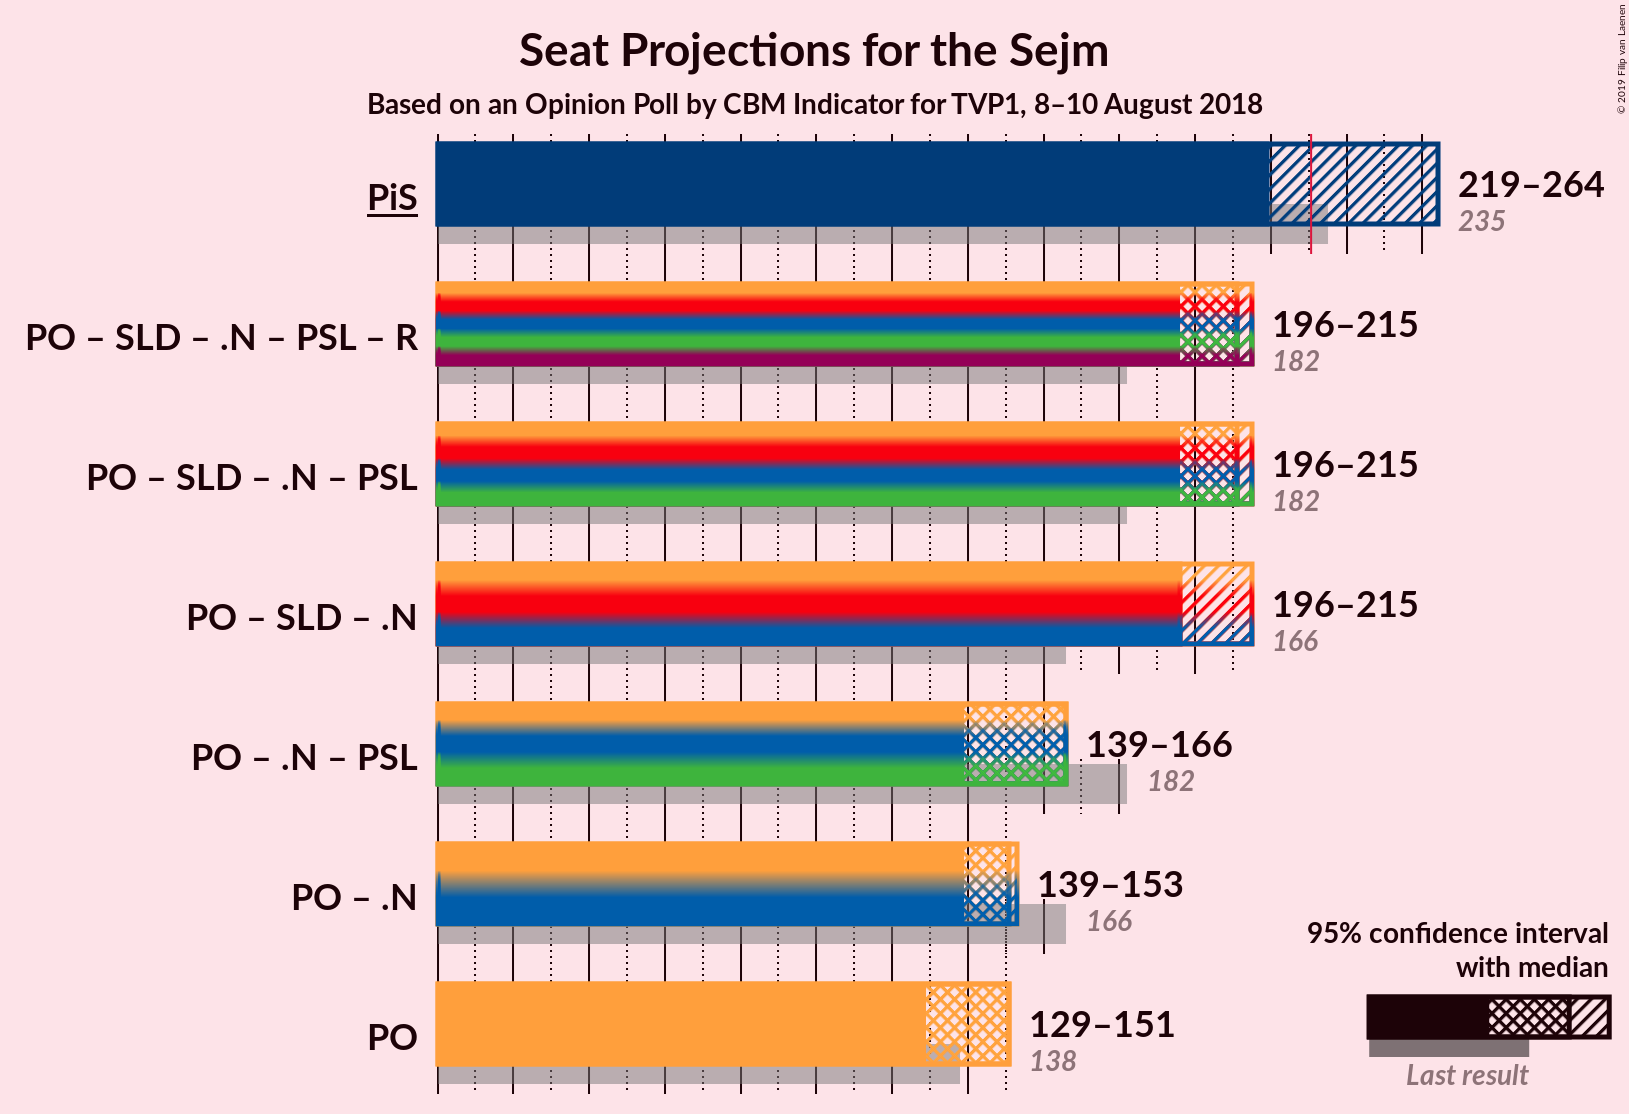 Seat Projections for the Sejm
Based on an Opinion Poll by CBM Indicator for TVP1, 8–10 August 2018
© 2019 Filip van Laenen
PiS
219–264
235
PO – SLD – .N – PSL – R
196–215
182
PO – SLD – .N – PSL
196–215
182
PO – SLD – .N
196–215
166
PO – .N – PSL
139–166
182
PO – .N
139–153
166
PO
129–151
138
95% confidence interval
with median
Last result